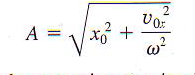 A = √(x₀² + v₀ₓ²/ω²)